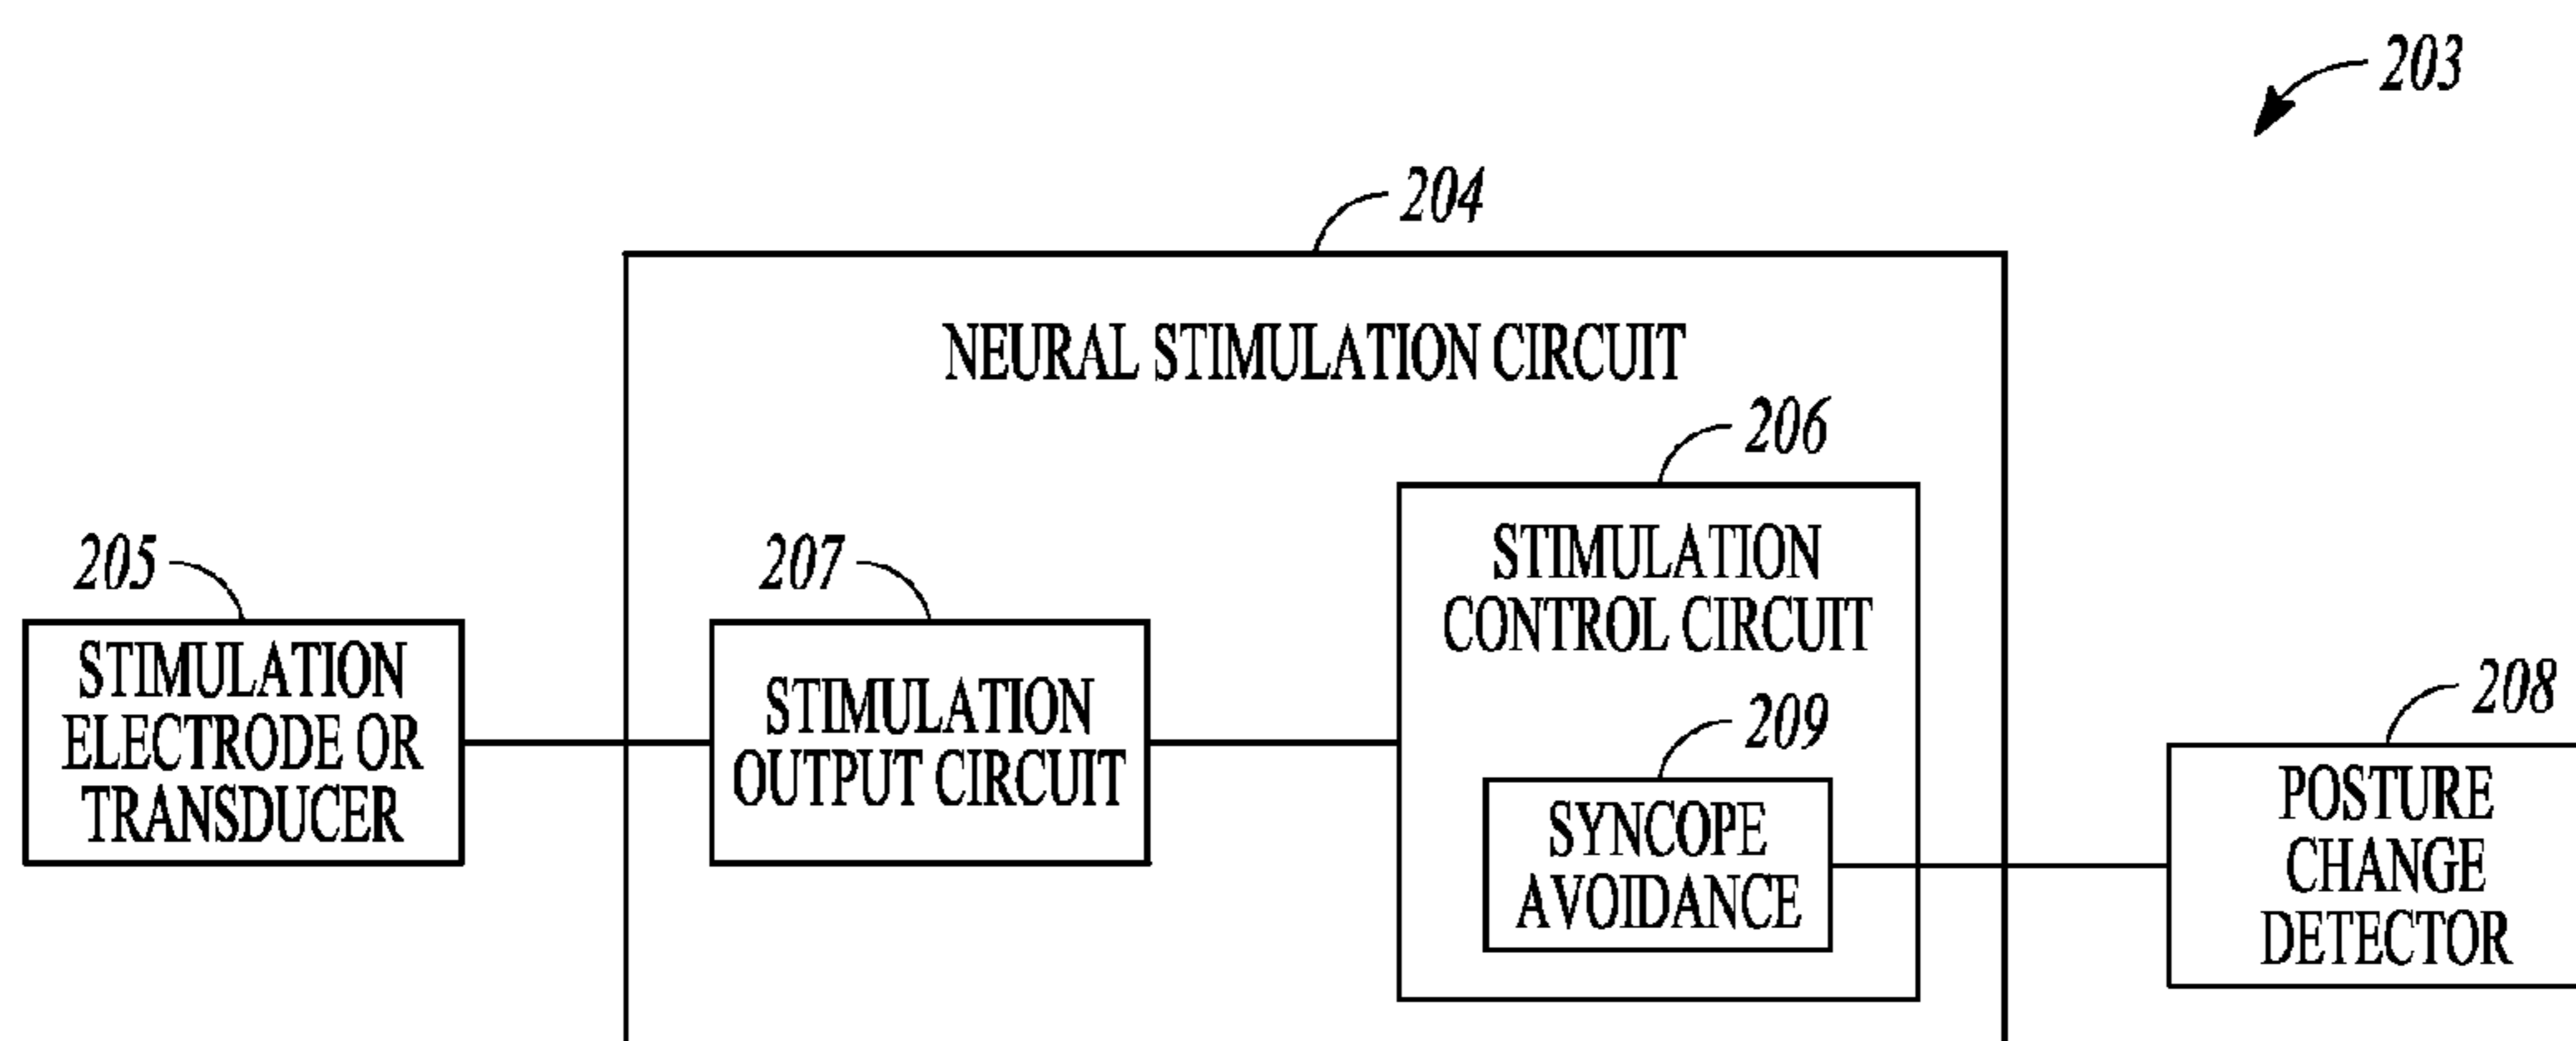 203
204
NEURAL STIMULATION CIRCUIT
206
205
207
STIMULATION
CONTROL CIRCUIT
STIMULATION
ELECTRODE OR
TRANSDUCER
STIMULATION
OUTPUT CIRCUIT
209
208
SYNCOPE
AVOIDANCE
POSTURE
CHANGE
DETECTOR